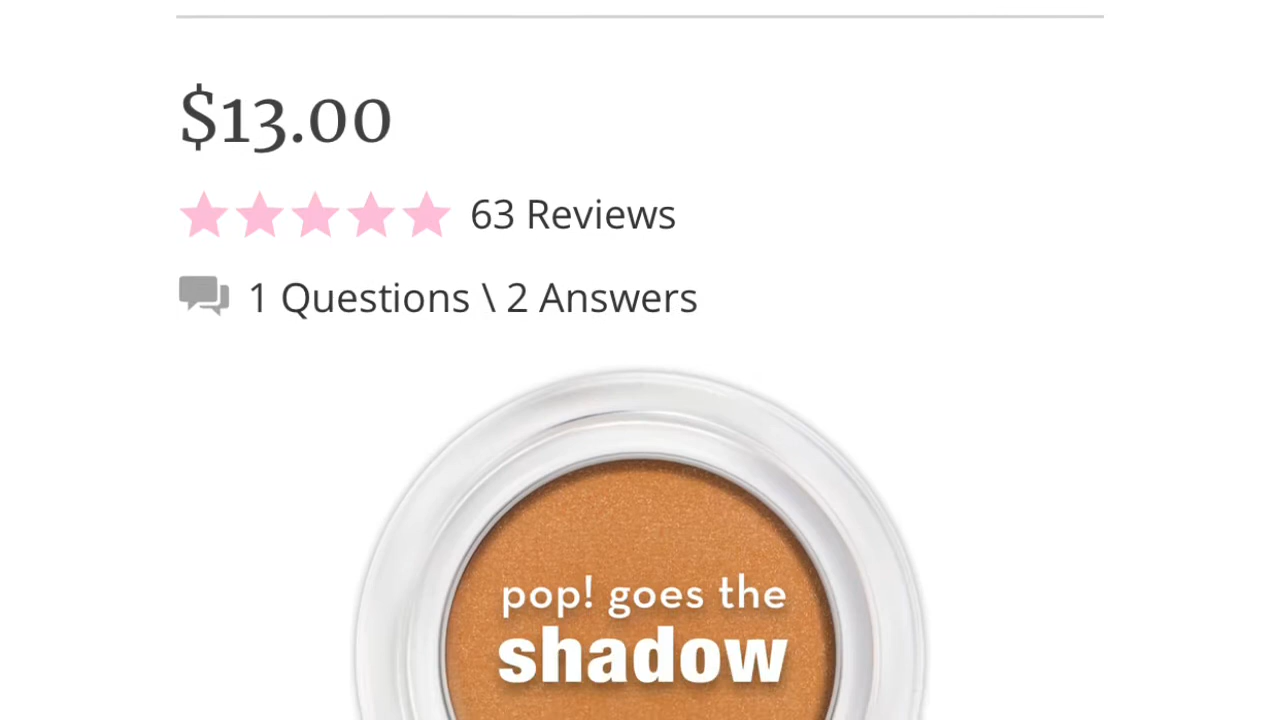 $13.00
63 Reviews
1 Questions \ 2 Answers
pop! goes the
shadow